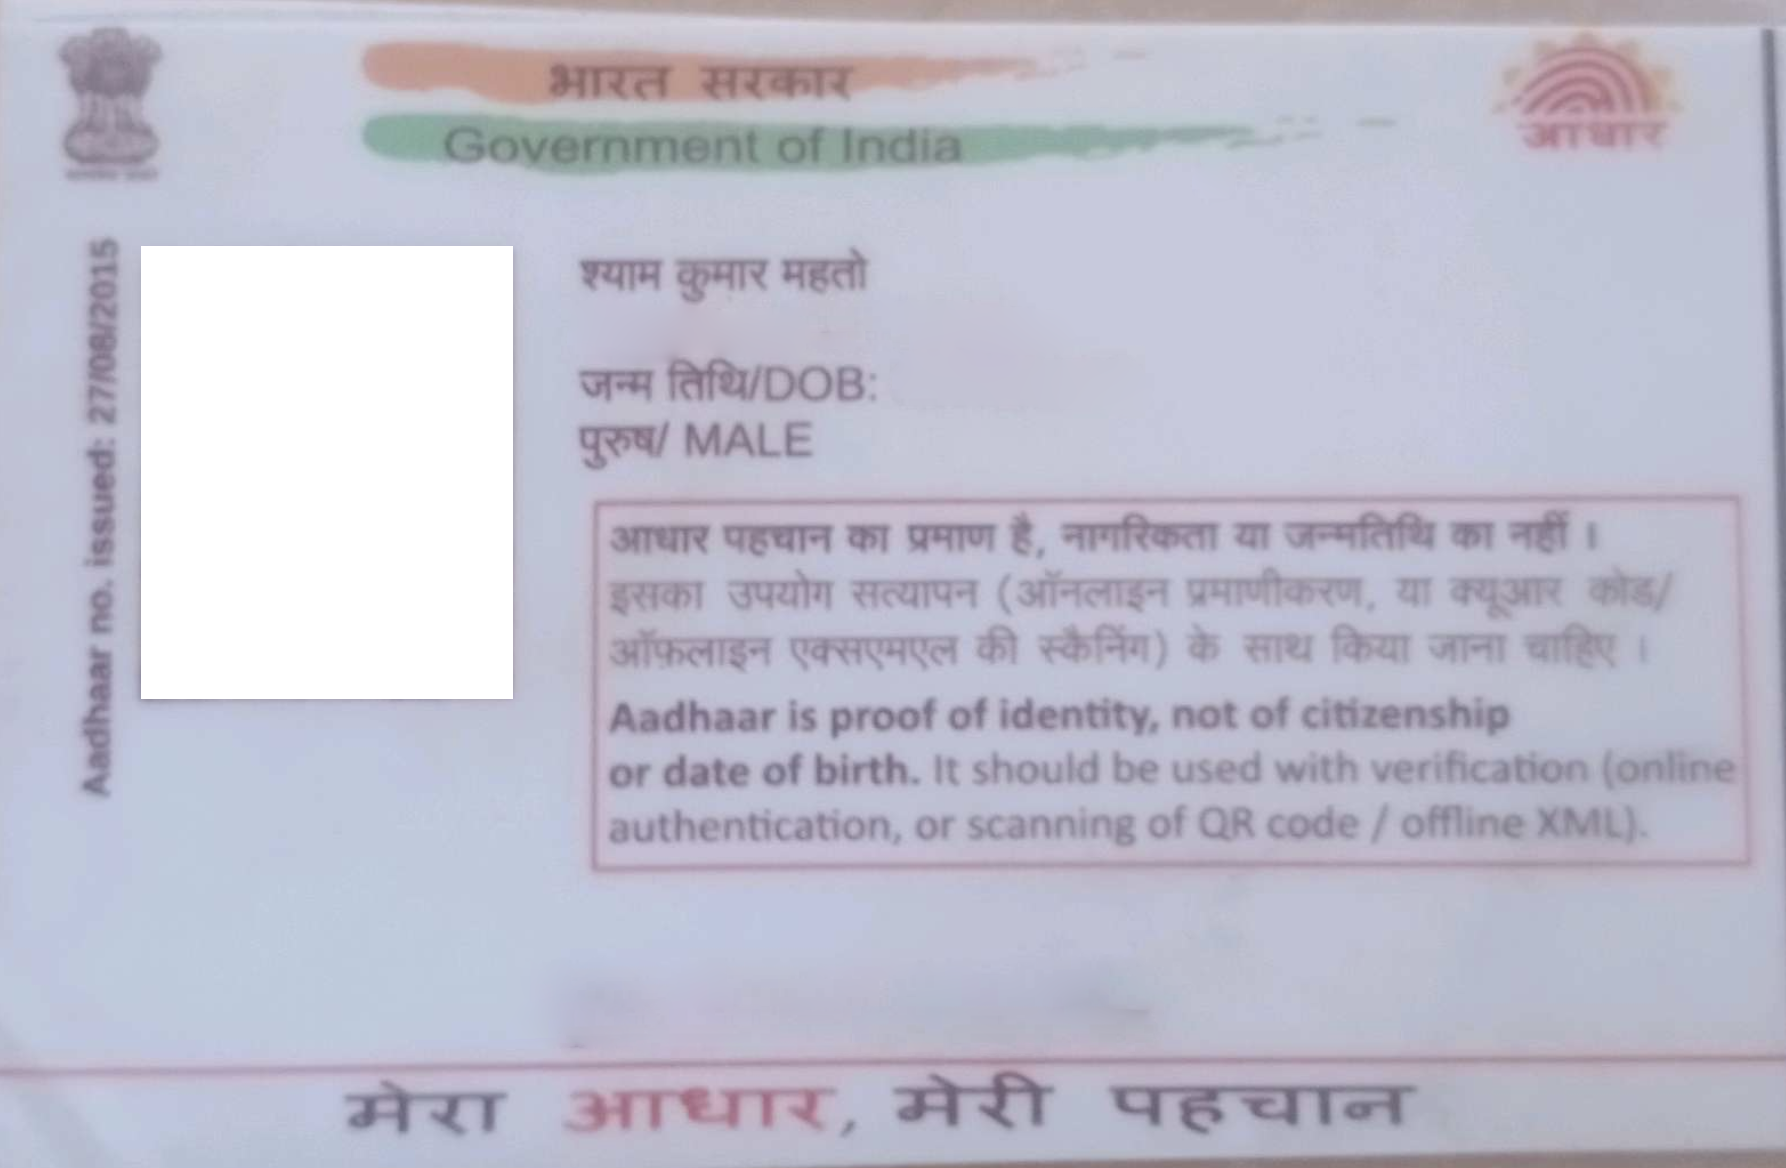 भारत सरकार
Government of India
आधार
Aadhaar no. issued: 27/08/2015
श्याम कुमार महतो
जन्म तिथि/DOB:
पुरुष/ MALE
आधार पहचान का प्रमाण है, नागरिकता या जन्मतिथि का नहीं ।
इसका उपयोग सत्यापन (ऑनलाइन प्रमाणीकरण, या क्यूआर कोड/
ऑफ़लाइन एक्सएमएल की स्कैनिंग) के साथ किया जाना चाहिए ।
Aadhaar is proof of identity, not of citizenship
or date of birth. It should be used with verification (online
authentication, or scanning of QR code / offline XML).
मेरा आधार, मेरी पहचान